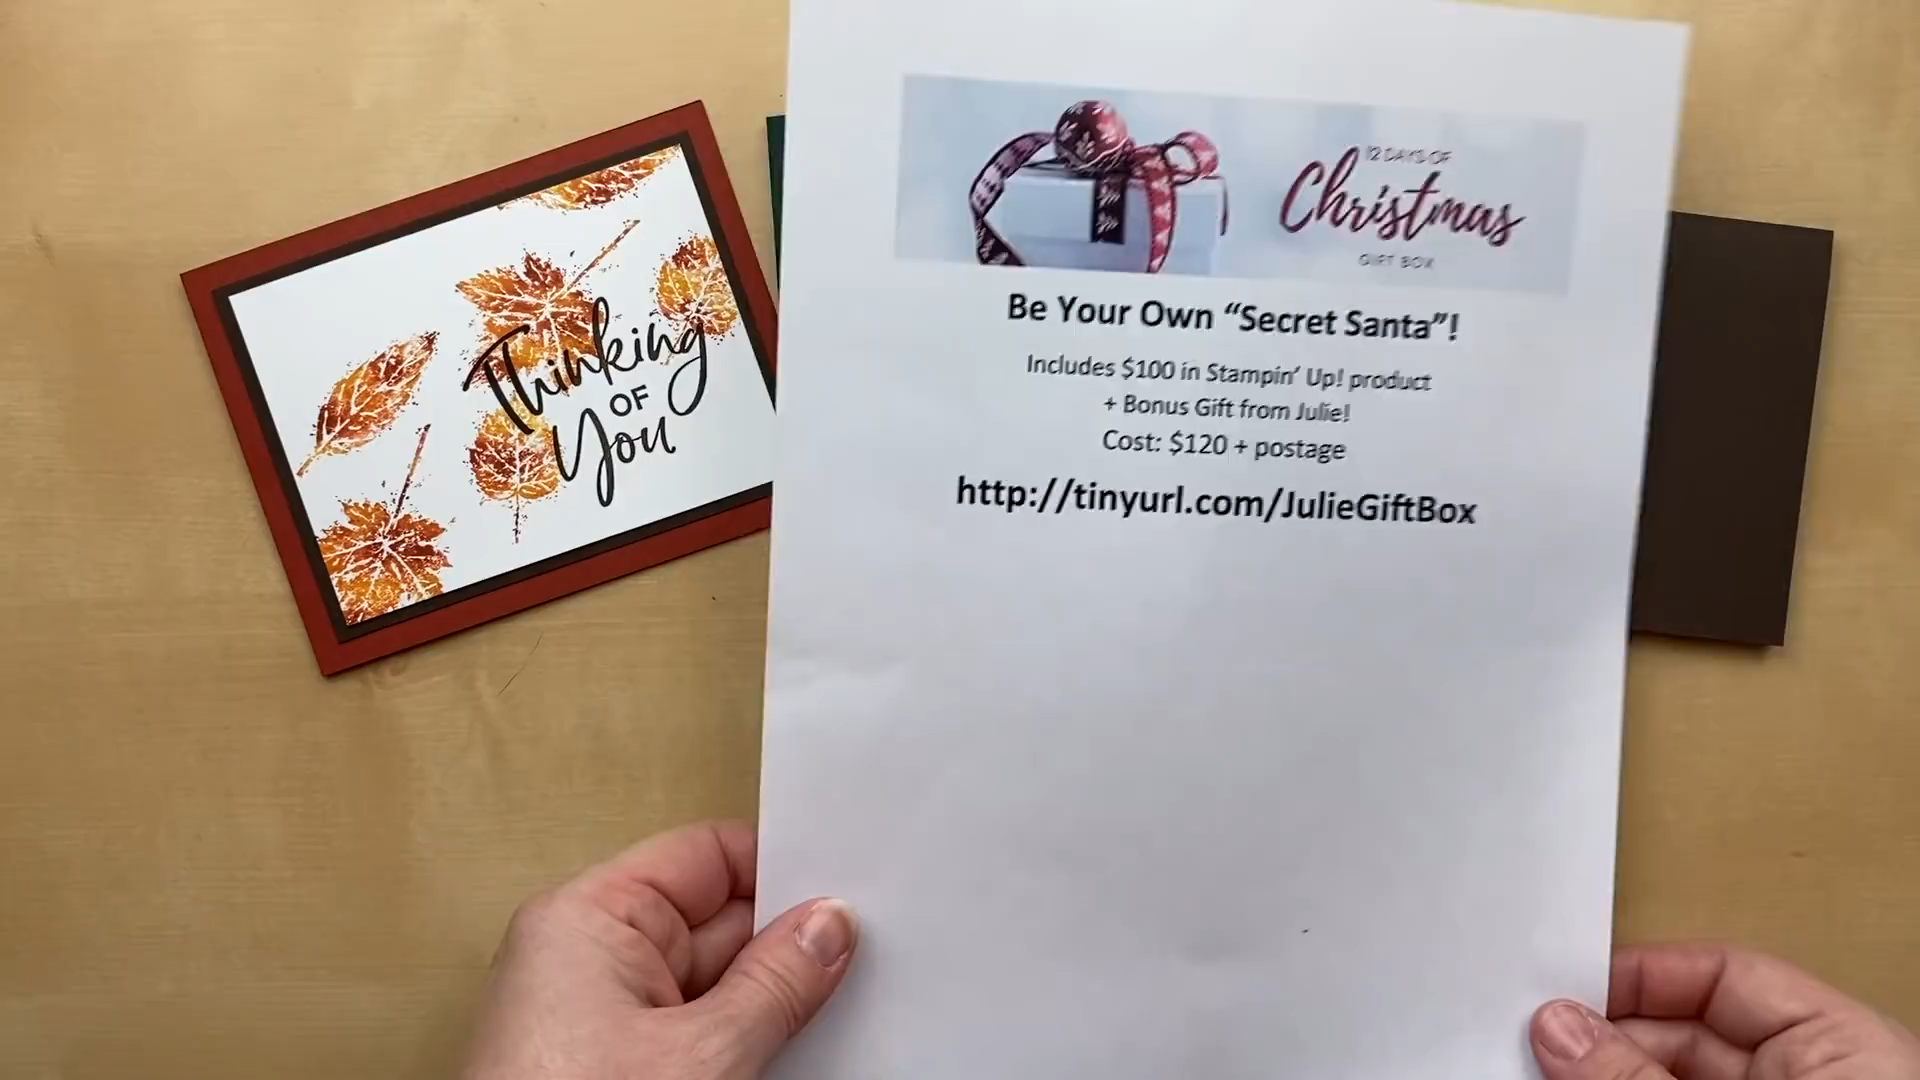 Thinking
OF
You
12 DAYS OF
Christmas
GIFT BOX
Be Your Own “Secret Santa”!
Includes $100 in Stampin’ Up! product
+ Bonus Gift from Julie!
Cost: $120 + postage
http://tinyurl.com/JulieGiftBox